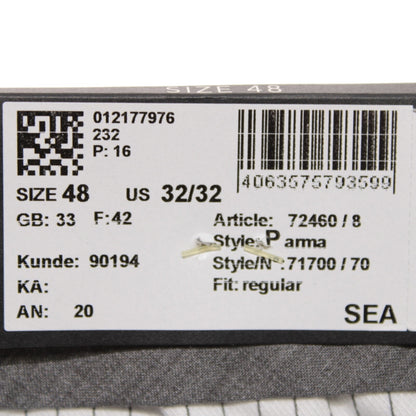 SIZE 48
012177976
232
P: 16
4063575793599
SIZE 48 US 32/32
GB: 33 F: 42
Article: 72460 / 8
Style: Parma
Kunde: 90194
Style/N :71700 / 70
KA:
Fit: regular
AN: 20
SEA